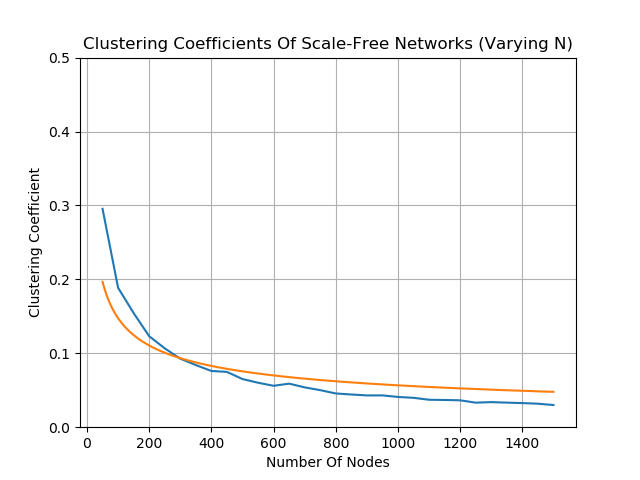 Clustering Coefficients Of Scale-Free Networks (Varying N)
0.5
0.4
0.3
0.2
0.1
0.0
Clustering Coefficient
0 200 400 600 800 1000 1200 1400
Number Of Nodes